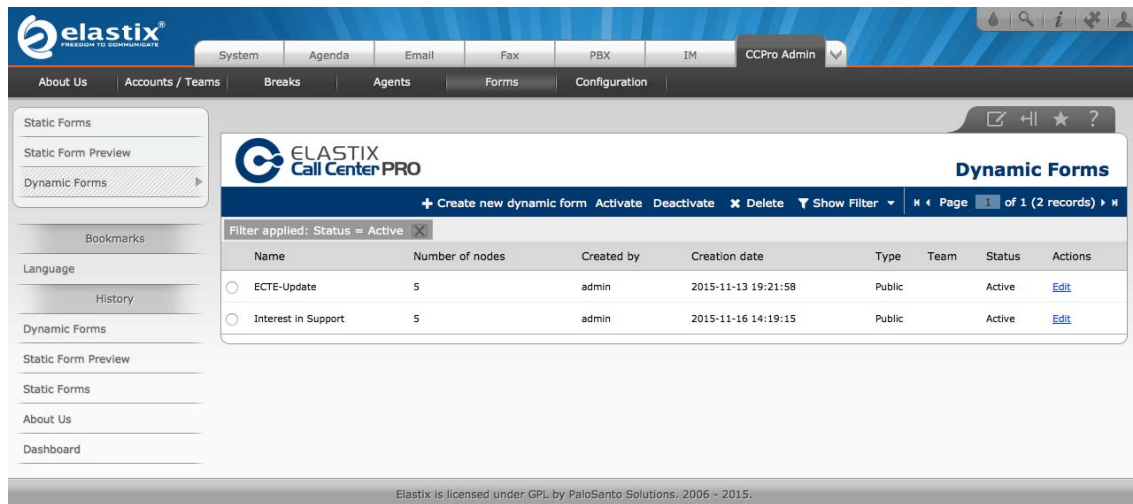 elastix®
FREEDOM TO COMMUNICATE
System Agenda Email Fax PBX IM CCPro Admin
About Us Accounts / Teams Breaks Agents Forms Configuration
Static Forms
Static Form Preview
Dynamic Forms
Bookmarks
Language
History
Dynamic Forms
Static Form Preview
Static Forms
About Us
Dashboard
ELASTIX
Call Center PRO
Dynamic Forms
Create new dynamic form Activate Deactivate Delete Show Filter Page 1 of 1 (2 records)
Filter applied: Status = Active X
Name Number of nodes Created by Creation date Type Team Status Actions
ECTE-Update 5 admin 2015-11-13 19:21:58 Public Active Edit
Interest in Support 5 admin 2015-11-16 14:19:15 Public Active Edit
Elastix is licensed under GPL by PaloSanto Solutions. 2006 - 2015.